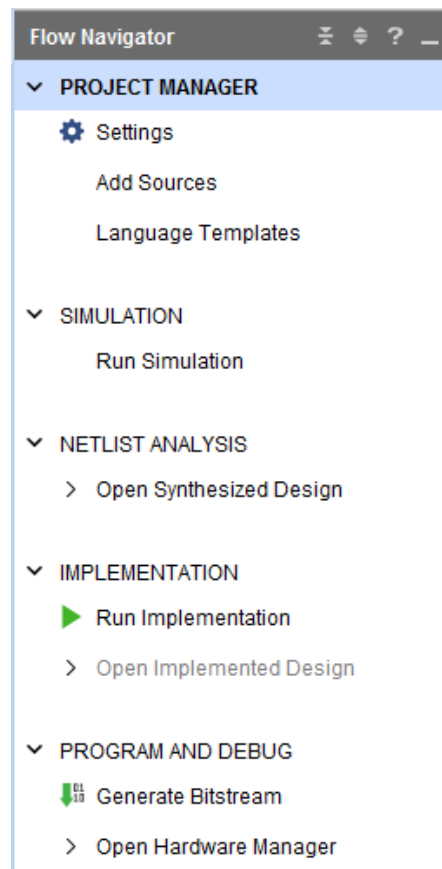 Flow Navigator ?
PROJECT MANAGER
Settings
Add Sources
Language Templates
SIMULATION
Run Simulation
NETLIST ANALYSIS
Open Synthesized Design
IMPLEMENTATION
Run Implementation
Open Implemented Design
PROGRAM AND DEBUG
Generate Bitstream
Open Hardware Manager